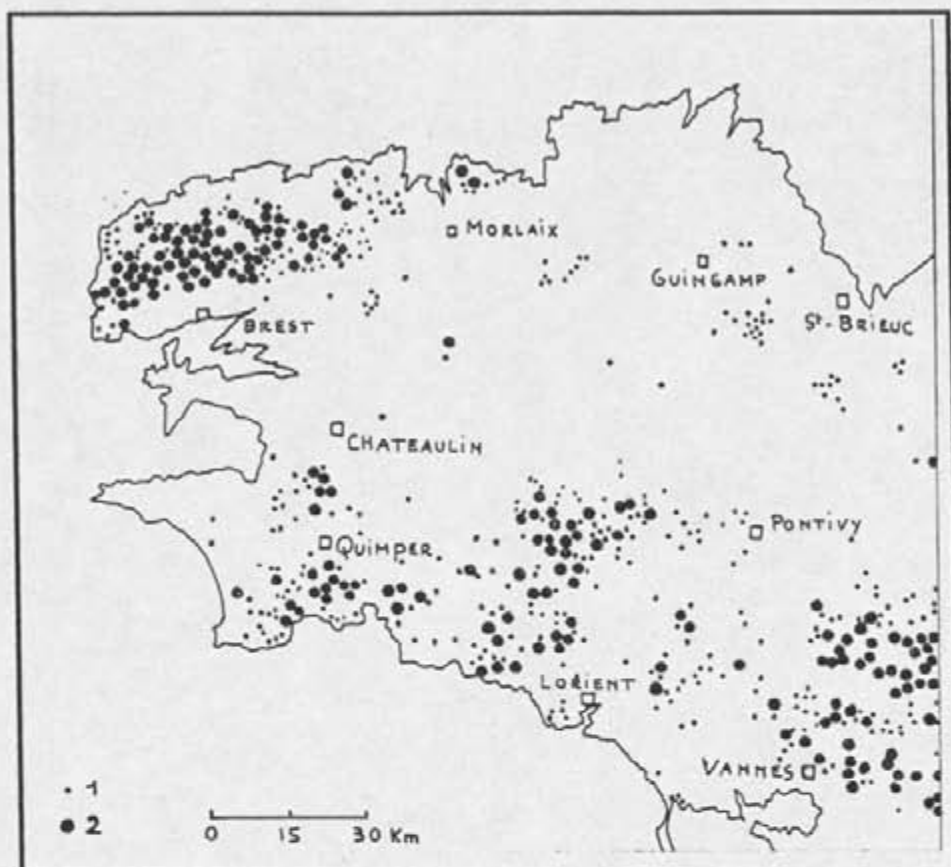 MORLAIX
GUINGAMP
St-BRIEUC
BREST
CHATEAULIN
PONTIVY
QUIMPER
LORIENT
VANNES
1
2
0 15 30 Km